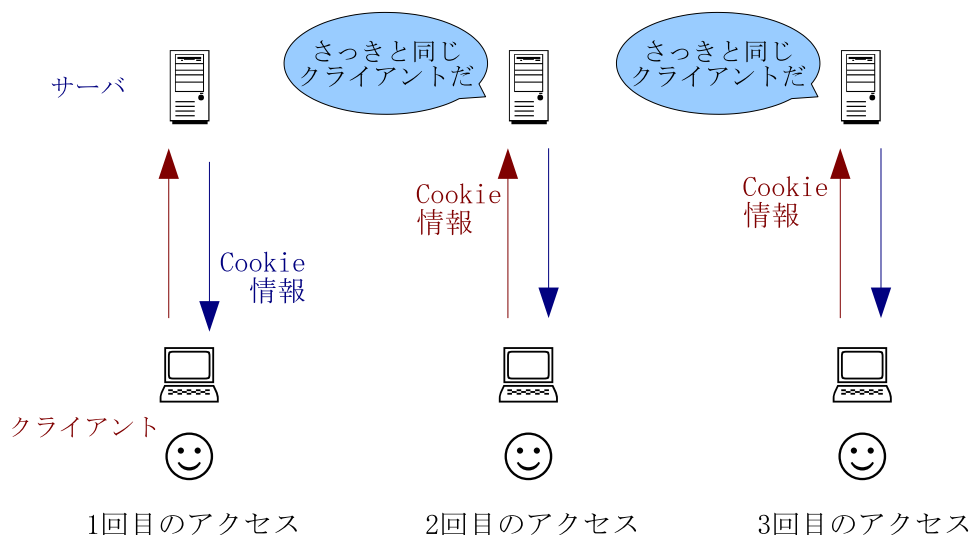 サーバ
さっきと同じ
クライアントだ
さっきと同じ
クライアントだ
Cookie
情報
Cookie
情報
Cookie
情報
クライアント
1回目のアクセス
2回目のアクセス
3回目のアクセス